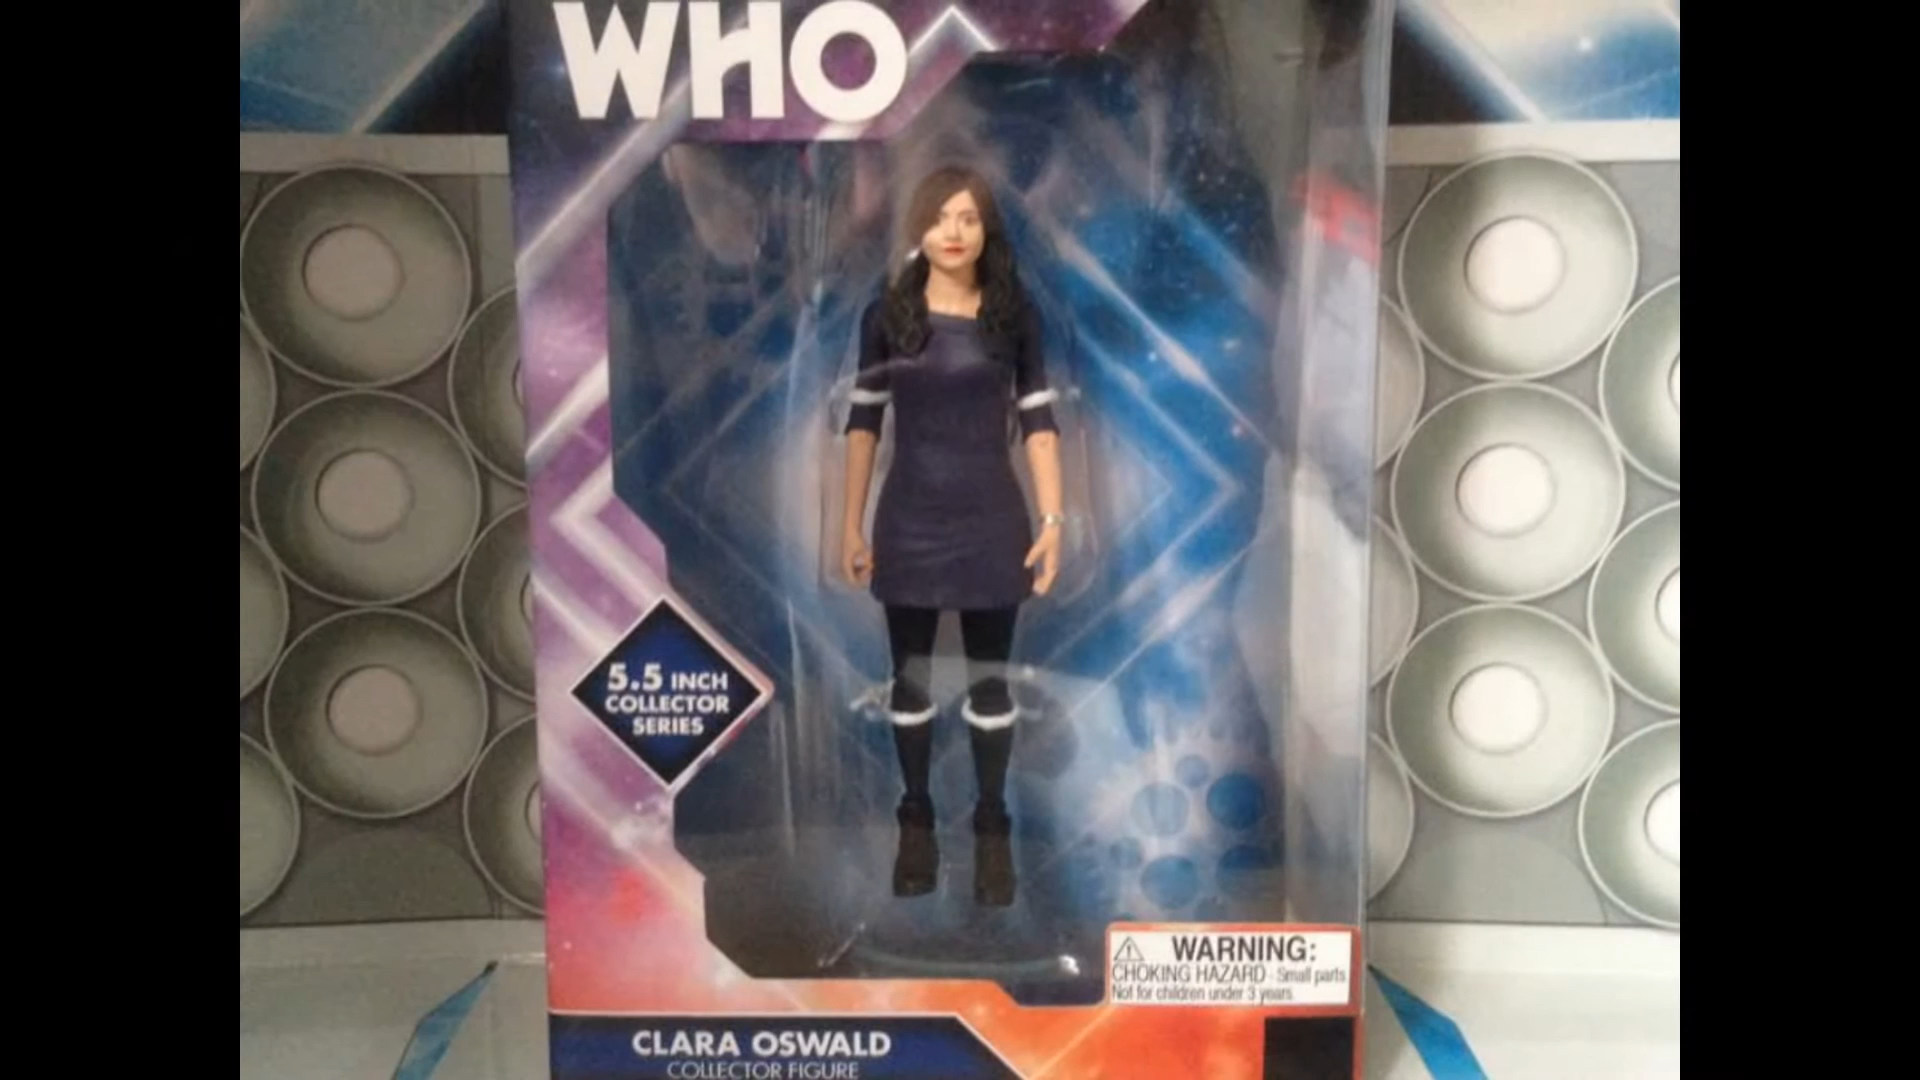 WHO
5.5 INCH
COLLECTOR
SERIES
WARNING:
CHOKING HAZARD - Small parts
Not for children under 3 years
CLARA OSWALD
COLLECTOR FIGURE